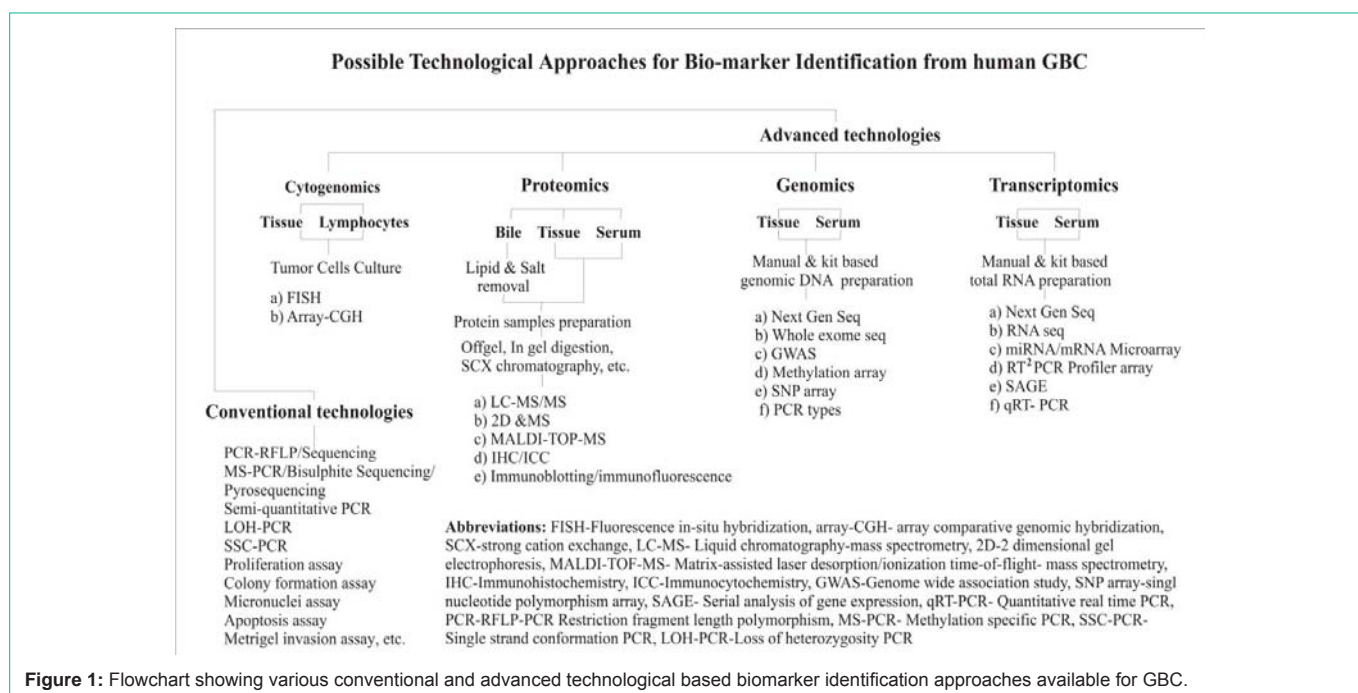 Possible Technological Approaches for Bio-marker Identification from human GBC
Advanced technologies
Cytogenomics
Tissue Lymphocytes
Tumor Cells Culture
a) FISH
b) Array-CGH
Proteomics
Bile Tissue Serum
Lipid & Salt
removal
Protein samples preparation
Offgel, In gel digestion,
SCX chromatography, etc.
a) LC-MS/MS
b) 2D &MS
c) MALDI-TOP-MS
d) IHC/ICC
e) Immunoblotting/immunofluorescence
Genomics
Tissue Serum
Manual & kit based
genomic DNA preparation
a) Next Gen Seq
b) Whole exome seq
c) GWAS
d) Methylation array
e) SNP array
f) PCR types
Transcriptomics
Tissue Serum
Manual & kit based
total RNA preparation
a) Next Gen Seq
b) RNA seq
c) miRNA/mRNA Microarray
d) RT²PCR Profiler array
e) SAGE
f) qRT- PCR
Conventional technologies
PCR-RFLP/Sequencing
MS-PCR/Bisulphite Sequencing/
Pyrosequencing
Semi-quantitative PCR
LOH-PCR
SSC-PCR
Proliferation assay
Colony formation assay
Micronuclei assay
Apoptosis assay
Metrigel invasion assay, etc.
Abbreviations: FISH-Fluorescence in-situ hybridization, array-CGH- array comparative genomic hybridization,
SCX-strong cation exchange, LC-MS- Liquid chromatography-mass spectrometry, 2D-2 dimensional gel
electrophoresis, MALDI-TOF-MS- Matrix-assisted laser desorption/ionization time-of-flight- mass spectrometry,
IHC-Immunohistochemistry, ICC-Immunocytochemistry, GWAS-Genome wide association study, SNP array-singl
nucleotide polymorphism array, SAGE- Serial analysis of gene expression, qRT-PCR- Quantitative real time PCR,
PCR-RFLP-PCR Restriction fragment length polymorphism, MS-PCR- Methylation specific PCR, SSC-PCR-
Single strand conformation PCR, LOH-PCR-Loss of heterozygosity PCR
Figure 1: Flowchart showing various conventional and advanced technological based biomarker identification approaches available for GBC.